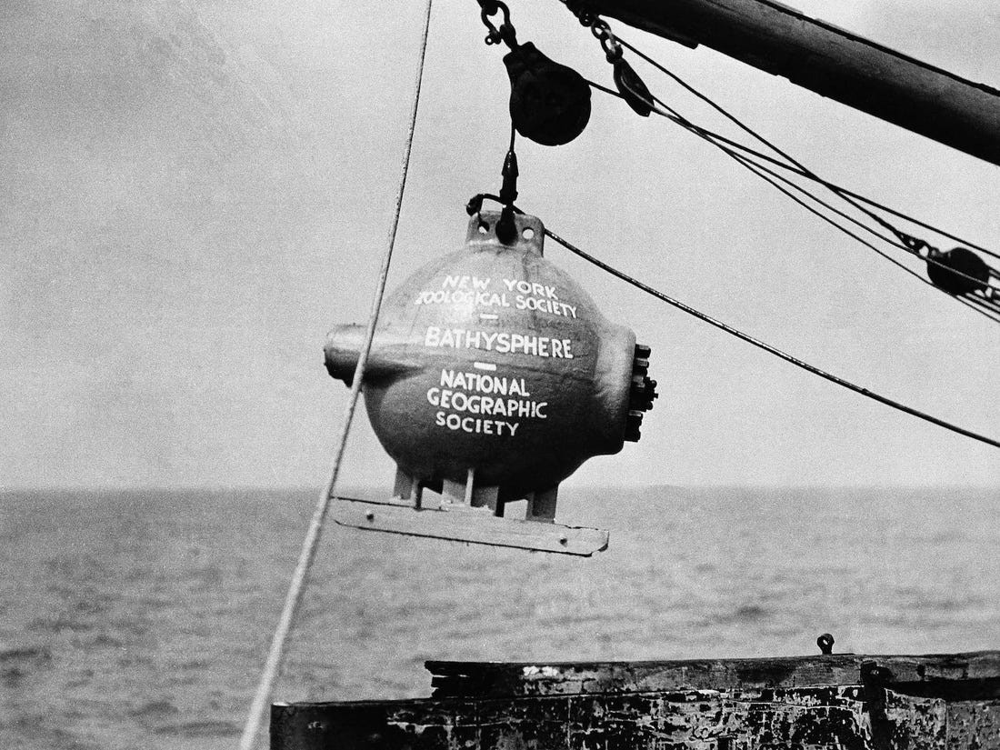 NEW YORK
ZOOLOGICAL SOCIETY
—
BATHYSPHERE
—
NATIONAL
GEOGRAPHIC
SOCIETY